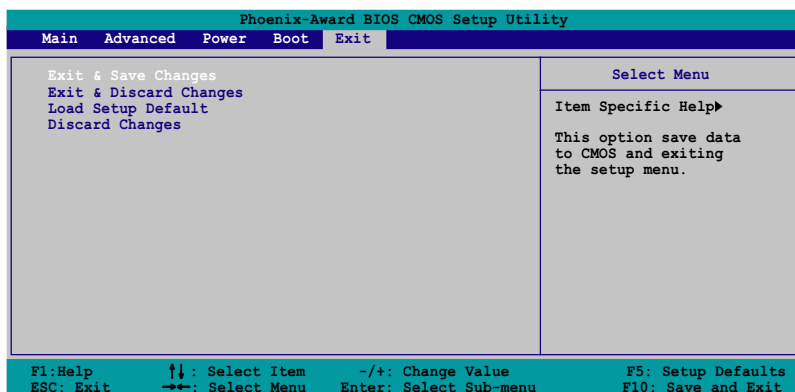 Phoenix-Award BIOS CMOS Setup Utility
Main Advanced Power Boot Exit
Exit & Save Changes
Exit & Discard Changes
Load Setup Default
Discard Changes
Select Menu
Item Specific Help▶
This option save data
to CMOS and exiting
the setup menu.
F1:Help ↑↓ : Select Item -/+: Change Value F5: Setup Defaults
ESC: Exit →←: Select Menu Enter: Select Sub-menu F10: Save and Exit